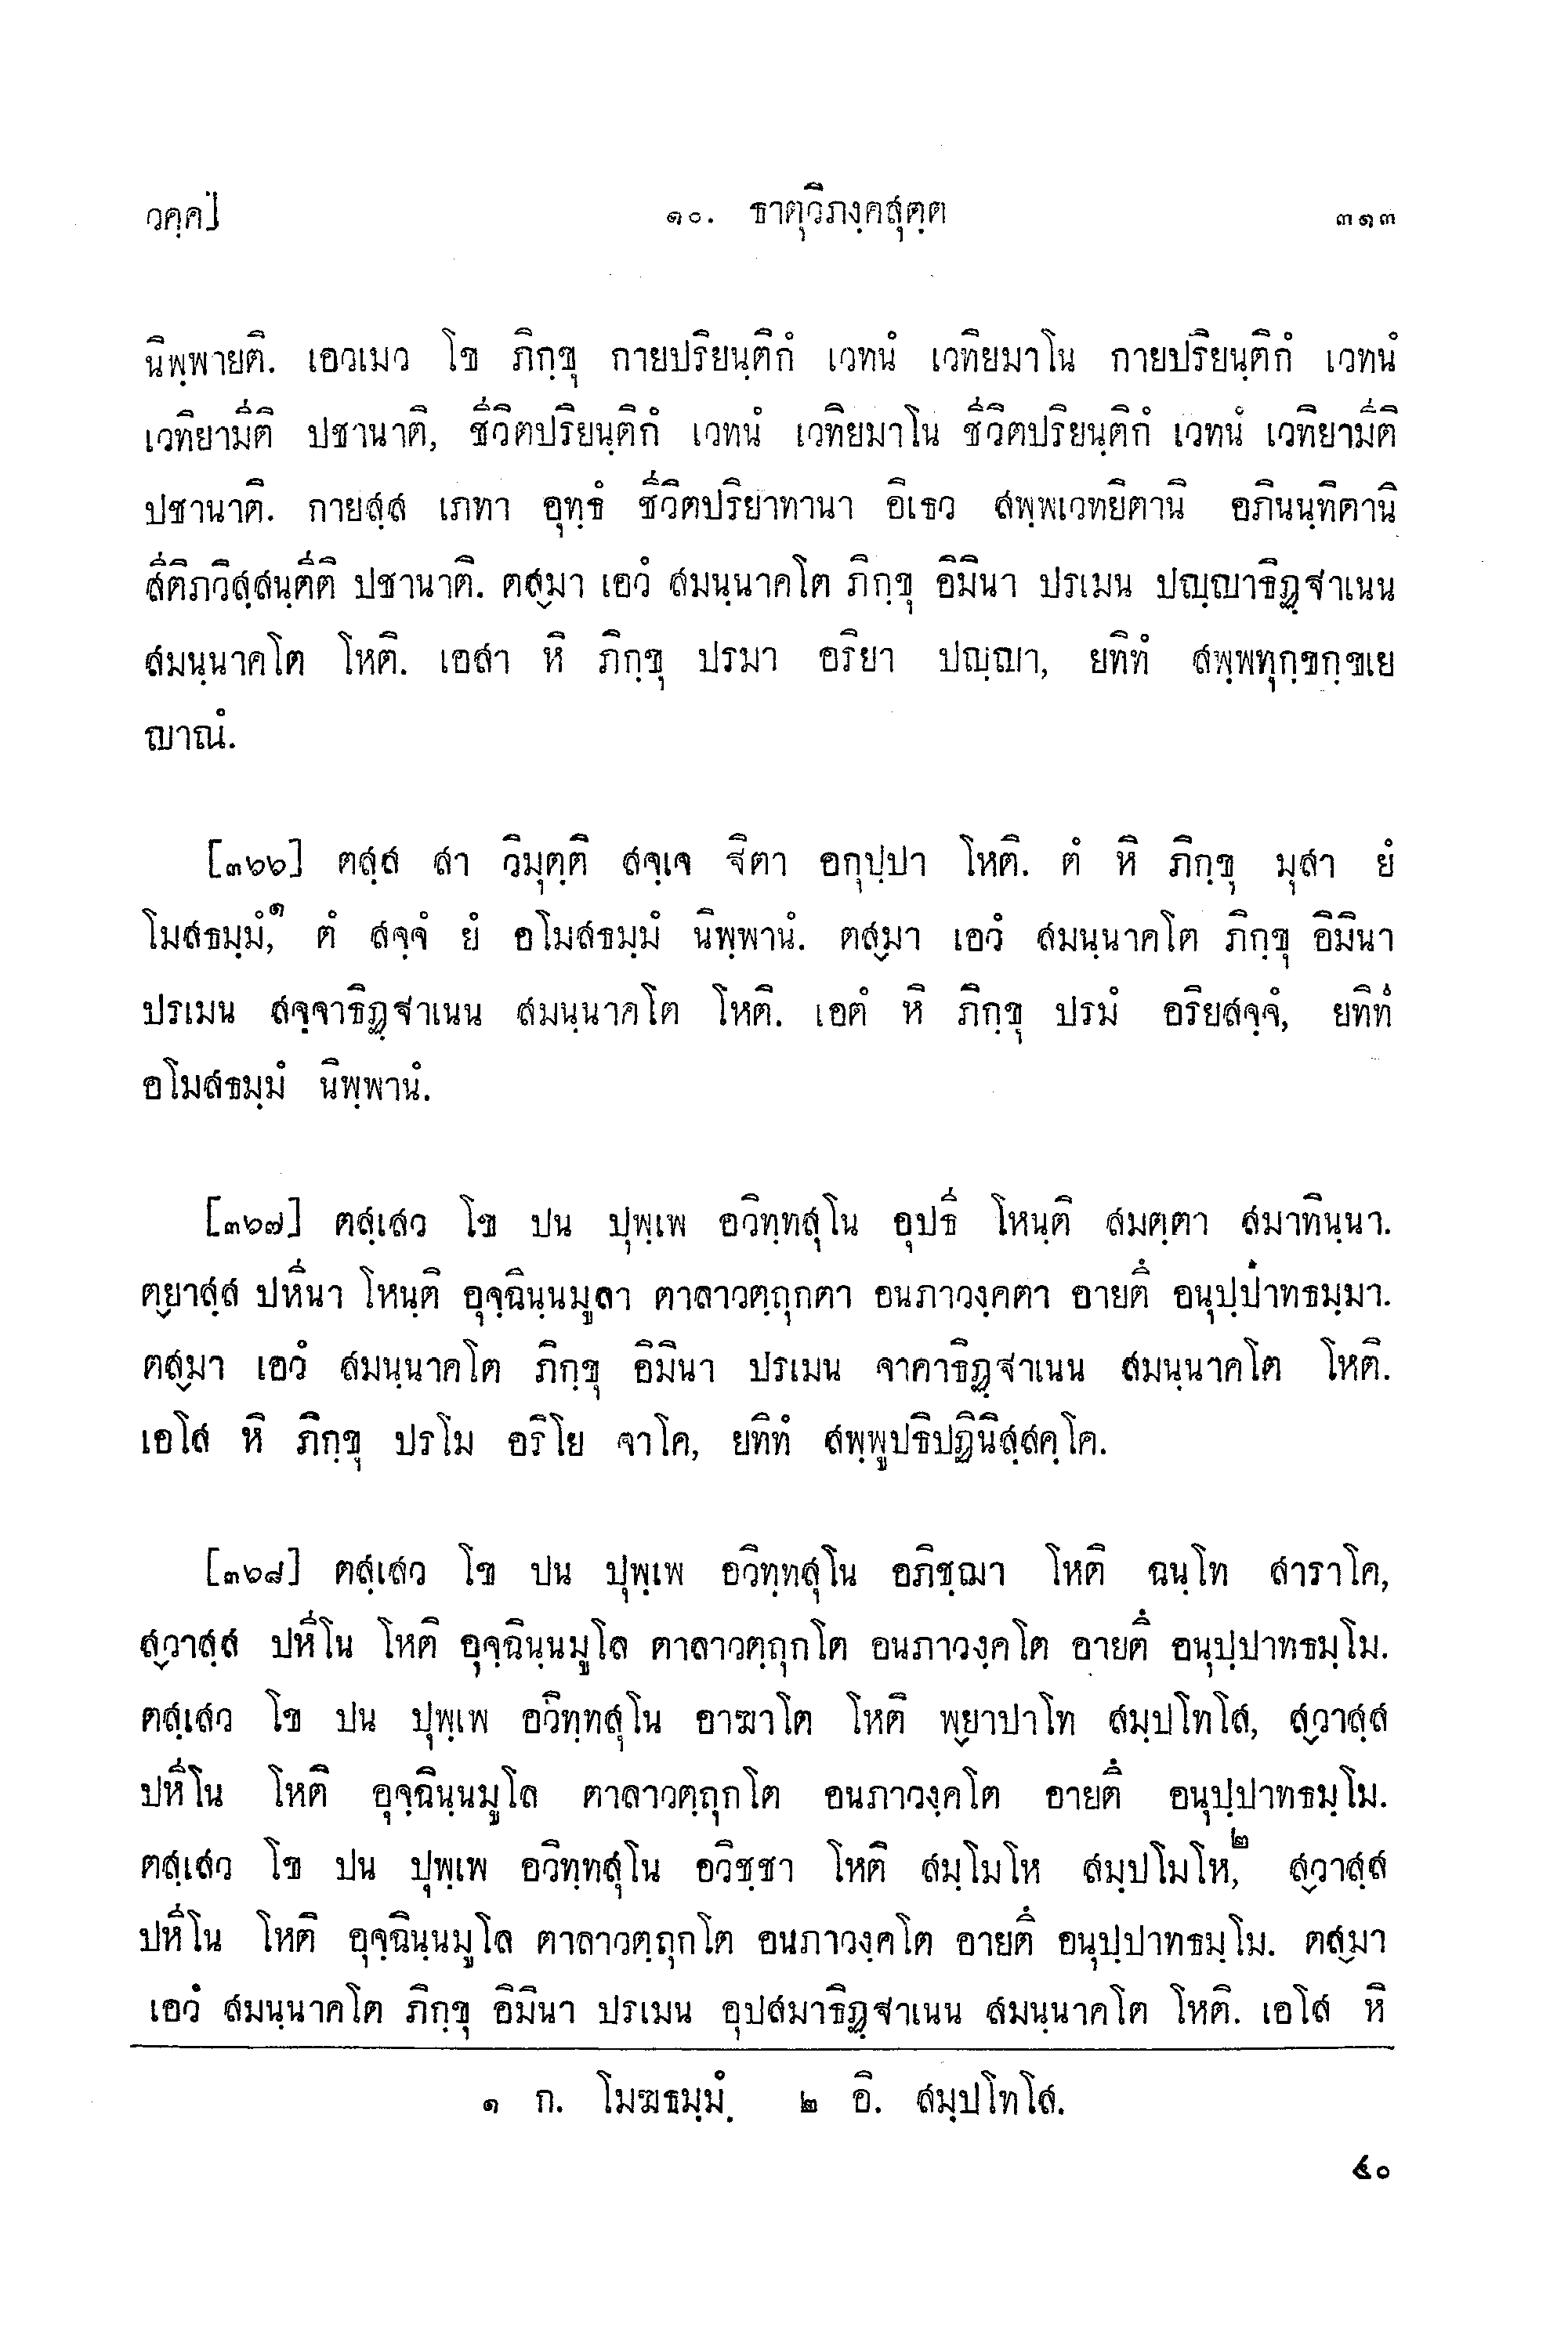 วคฺค] ๑๐. ธาตุวิภงฺคสุตฺต ๓๑๓
นิพฺพายติ. เอวเมว โข ภิกฺขุ กายปริยนฺติกํ เวทนํ เวทิยมาโน กายปริยนฺติกํ เวทนํ
เวทิยามีติ ปชานาติ, ชีวิตปริยนฺติกํ เวทนํ เวทิยมาโน ชีวิตปริยนฺติกํ เวทนํ เวทิยามีติ
ปชานาติ. กายสฺส เภทา อุทฺธํ ชีวิตปริยาทานา อิเธว สพฺพเวทยิตานิ อภินนฺทิตานิ
สีติภวิสฺสนฺตีติ ปชานาติ. ตสฺมา เอวํ สมนฺนาคโต ภิกฺขุ อิมินา ปรเมน ปญฺญาธิฏฺฐาเนน
สมนฺนาคโต โหติ. เอสา หิ ภิกฺขุ ปรมา อริยา ปญฺญา, ยทิทํ สพฺพทุกฺขกฺขเย
ญาณํ.
[๓๖๖] ตสฺส สา วิมุตฺติ สจฺเจ ฐิตา อกุปฺปา โหติ. ตํ หิ ภิกฺขุ มุสา ยํ
โมสธมฺมํ,๑ ตํ สจฺจํ ยํ อโมสธมฺมํ นิพฺพานํ. ตสฺมา เอวํ สมนฺนาคโต ภิกฺขุ อิมินา
ปรเมน สจฺจาธิฏฺฐาเนน สมนฺนาคโต โหติ. เอตํ หิ ภิกฺขุ ปรมํ อริยสจฺจํ, ยทิทํ
อโมสธมฺมํ นิพฺพานํ.
[๓๖๗] ตสฺเสว โข ปน ปุพฺเพ อวิทฺทสุโน อุปธี โหนฺติ สมตฺตา สมาทินฺนา.
ตฺยาสฺส ปหีนา โหนฺติ อุจฺฉินฺนมูลา ตาลาวตฺถุกตา อนภาวงฺคตา อายตึ อนุปฺปาทธมฺมา.
ตสฺมา เอวํ สมนฺนาคโต ภิกฺขุ อิมินา ปรเมน จาคาธิฏฺฐาเนน สมนฺนาคโต โหติ.
เอโส หิ ภิกฺขุ ปรโม อริโย จาโค, ยทิทํ สพฺพูปธิปฏินิสฺสคฺโค.
[๓๖๘] ตสฺเสว โข ปน ปุพฺเพ อวิทฺทสุโน อภิชฺฌา โหติ ฉนฺโท สาราโค,
สฺวาสฺส ปหีโน โหติ อุจฺฉินฺนมูโล ตาลาวตฺถุกโต อนภาวงฺคโต อายตึ อนุปฺปาทธมฺโม.
ตสฺเสว โข ปน ปุพฺเพ อวิทฺทสุโน อาฆาโต โหติ พฺยาปาโท สมฺปโทโส, สฺวาสฺส
ปหีโน โหติ อุจฺฉินฺนมูโล ตาลาวตฺถุกโต อนภาวงฺคโต อายตึ อนุปฺปาทธมฺโม.
ตสฺเสว โข ปน ปุพฺเพ อวิทฺทสุโน อวิชฺชา โหติ สมฺโมโห สมฺปโมโห,๒ สฺวาสฺส
ปหีโน โหติ อุจฺฉินฺนมูโล ตาลาวตฺถุกโต อนภาวงฺคโต อายตึ อนุปฺปาทธมฺโม. ตสฺมา
เอวํ สมนฺนาคโต ภิกฺขุ อิมินา ปรเมน อุปสมาธิฏฺฐาเนน สมนฺนาคโต โหติ. เอโส หิ
๑ ก. โมฆธมฺมํ. ๒ อิ. สมฺปโทโส.
๔๐